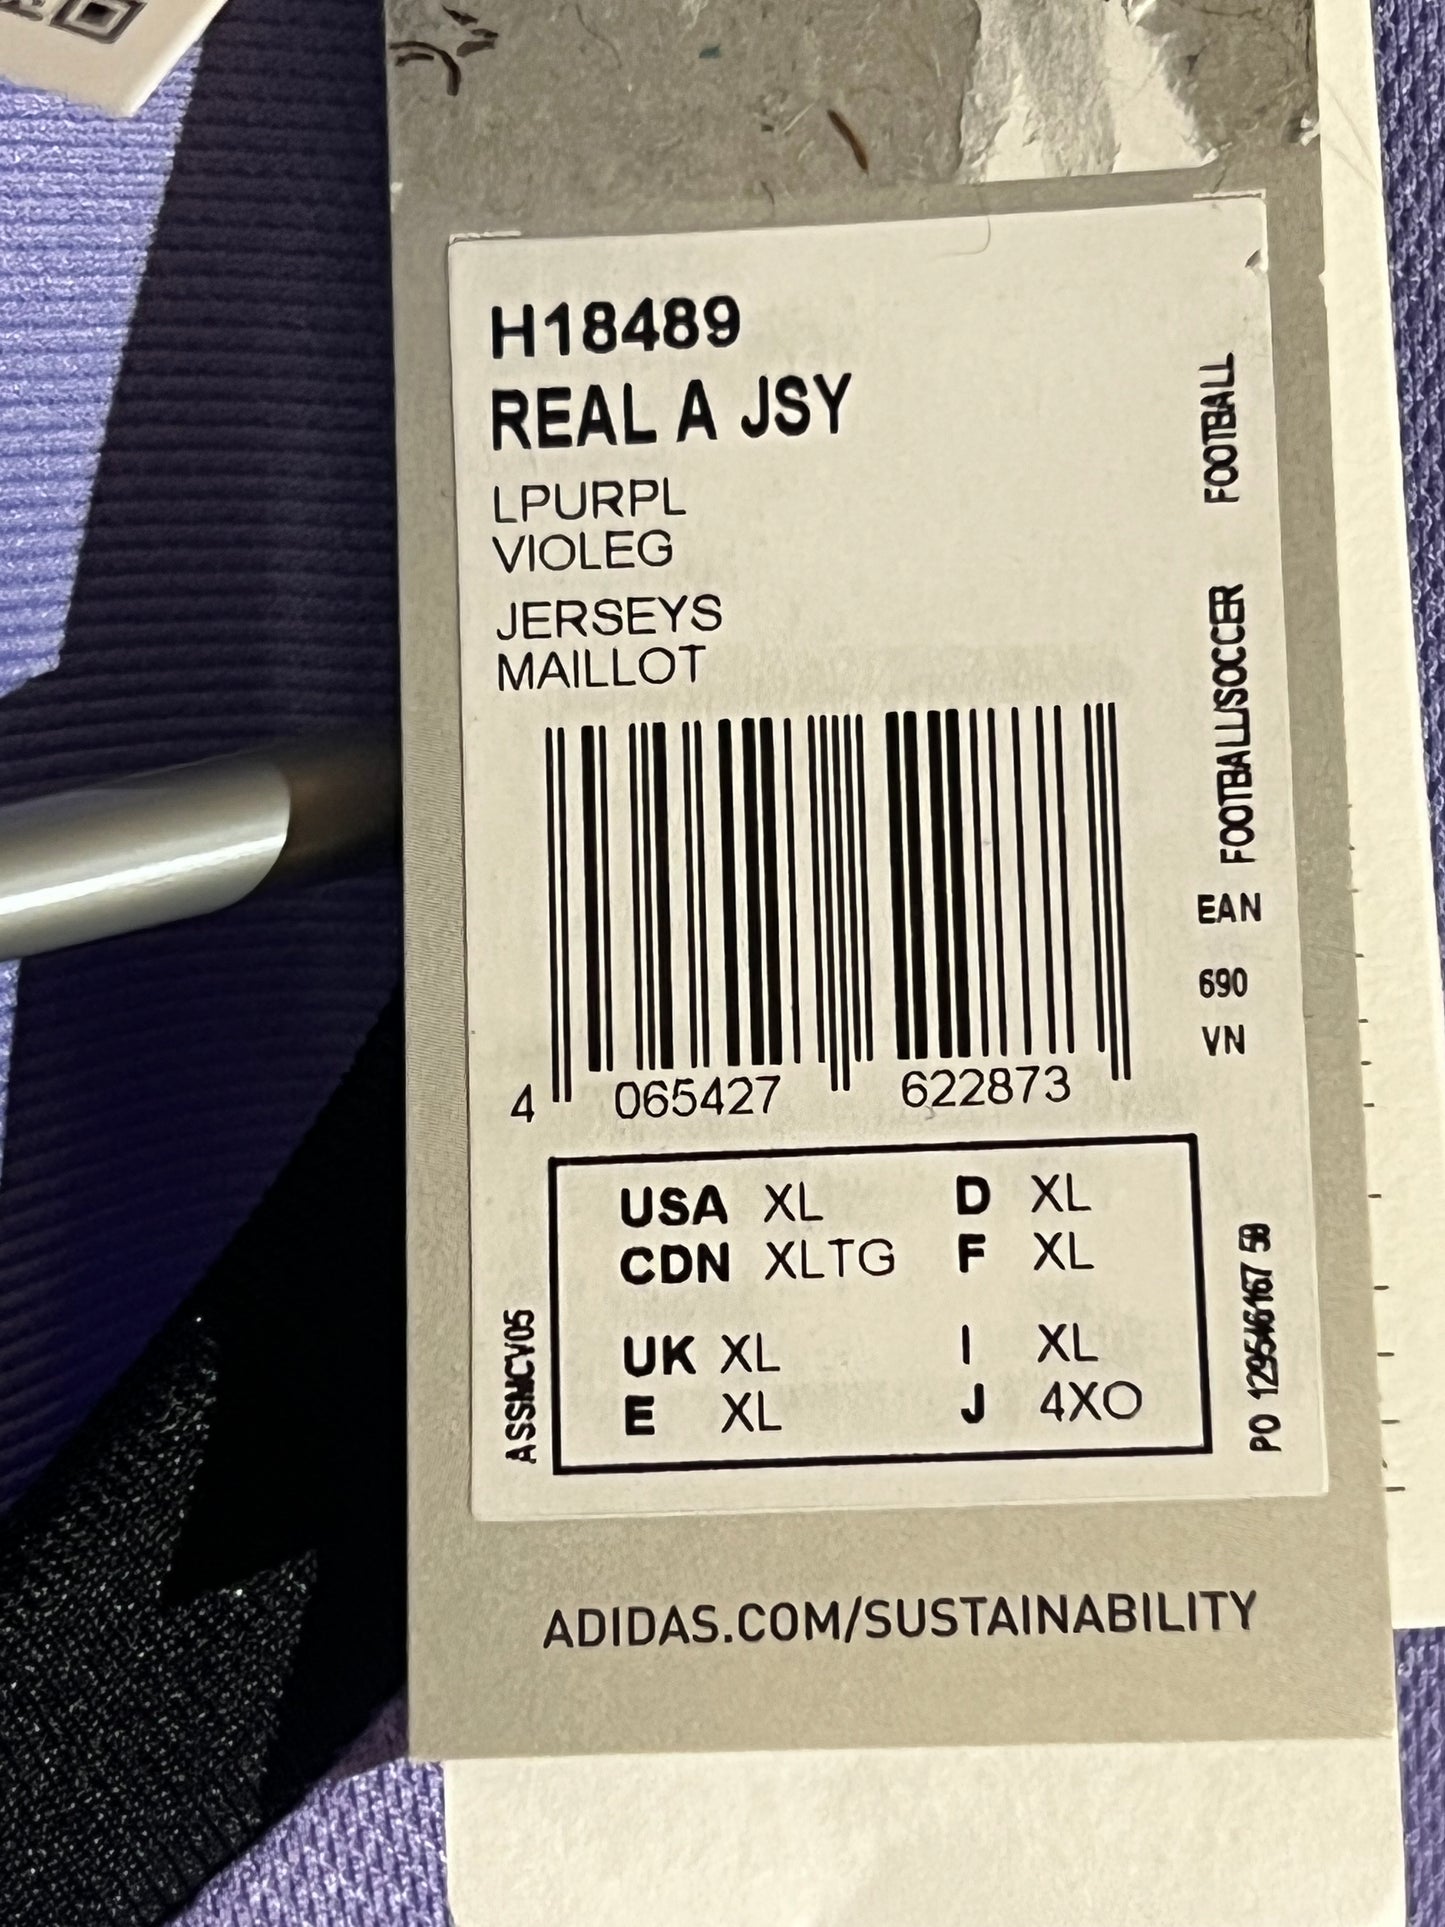 H18489
REAL A JSY
LPURPL
VIOLEG
JERSEYS
MAILLOT
FOOTBALL
FOOTBALL/SOCCER
EAN
690
VN
4 065427 622873
USA XL D XL
CDN XLTG F XL
UK XL I XL
E XL J 4XO
ASSMCV05
PO
ADIDAS.COM/SUSTAINABILITY